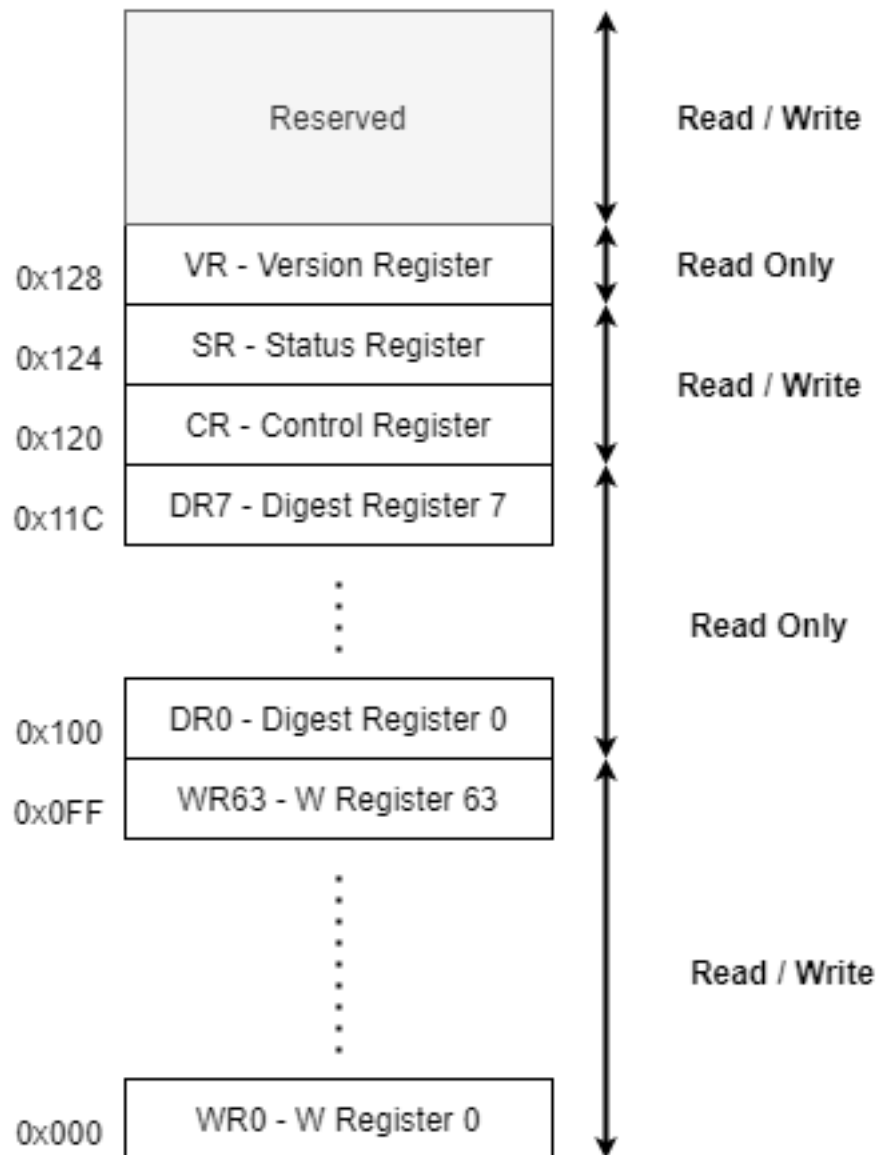 Reserved
Read / Write
0x128
VR - Version Register
Read Only
0x124
SR - Status Register
Read / Write
0x120
CR - Control Register
0x11C
DR7 - Digest Register 7
Read Only
0x100
DR0 - Digest Register 0
0x0FF
WR63 - W Register 63
Read / Write
0x000
WR0 - W Register 0